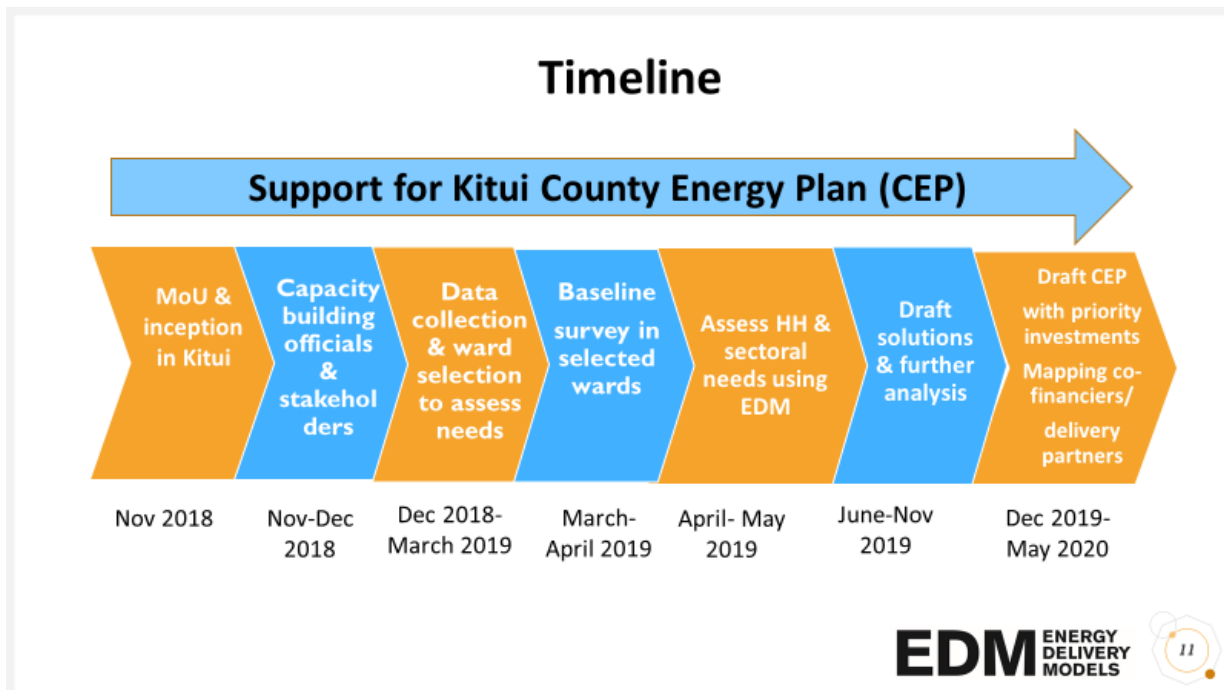 Timeline
Support for Kitui County Energy Plan (CEP)
MoU &
inception
in Kitui
Capacity
building
officials
&
stakehol
ders
Data
collection
& ward
selection
to assess
needs
Baseline
survey in
selected
wards
Assess HH &
sectoral
needs using
EDM
Draft
solutions
& further
analysis
Draft CEP
with priority
investments
Mapping co-
financiers/
delivery
partners
Nov 2018
Nov-Dec
2018
Dec 2018-
March 2019
March-
April 2019
April- May
2019
June-Nov
2019
Dec 2019-
May 2020
EDM
ENERGY
DELIVERY
MODELS
11